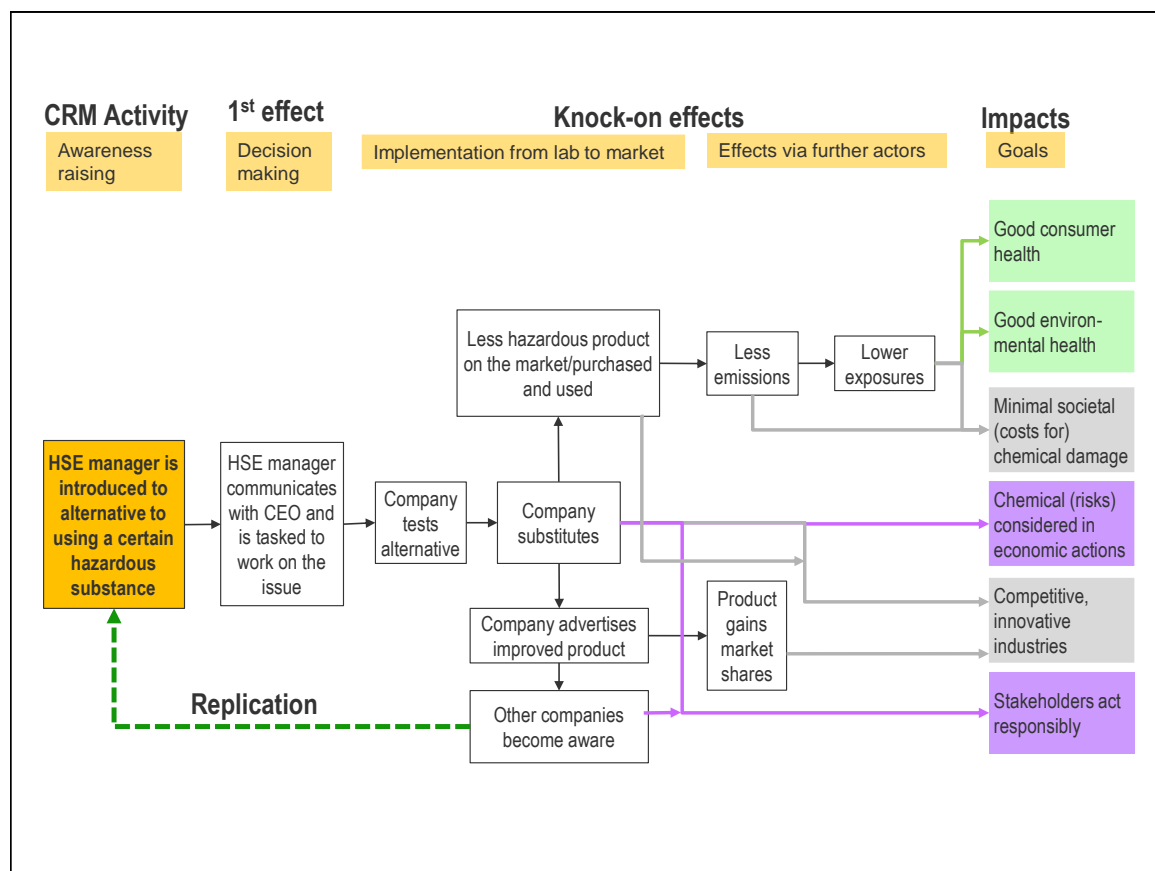 CRM Activity
1st effect
Knock-on effects
Impacts
Awareness
raising
Decision
making
Implementation from lab to market
Effects via further actors
Goals
Good consumer
health
Good environ-
mental health
Less hazardous product
on the market/purchased
and used
Less
emissions
Lower
exposures
Minimal societal
(costs for)
chemical damage
HSE manager is
introduced to
alternative to
using a certain
hazardous
substance
HSE manager
communicates
with CEO and
is tasked to
work on the
issue
Company
tests
alternative
Company
substitutes
Chemical (risks)
considered in
economic actions
Company advertises
improved product
Product
gains
market
shares
Competitive,
innovative
industries
Replication
Other companies
become aware
Stakeholders act
responsibly